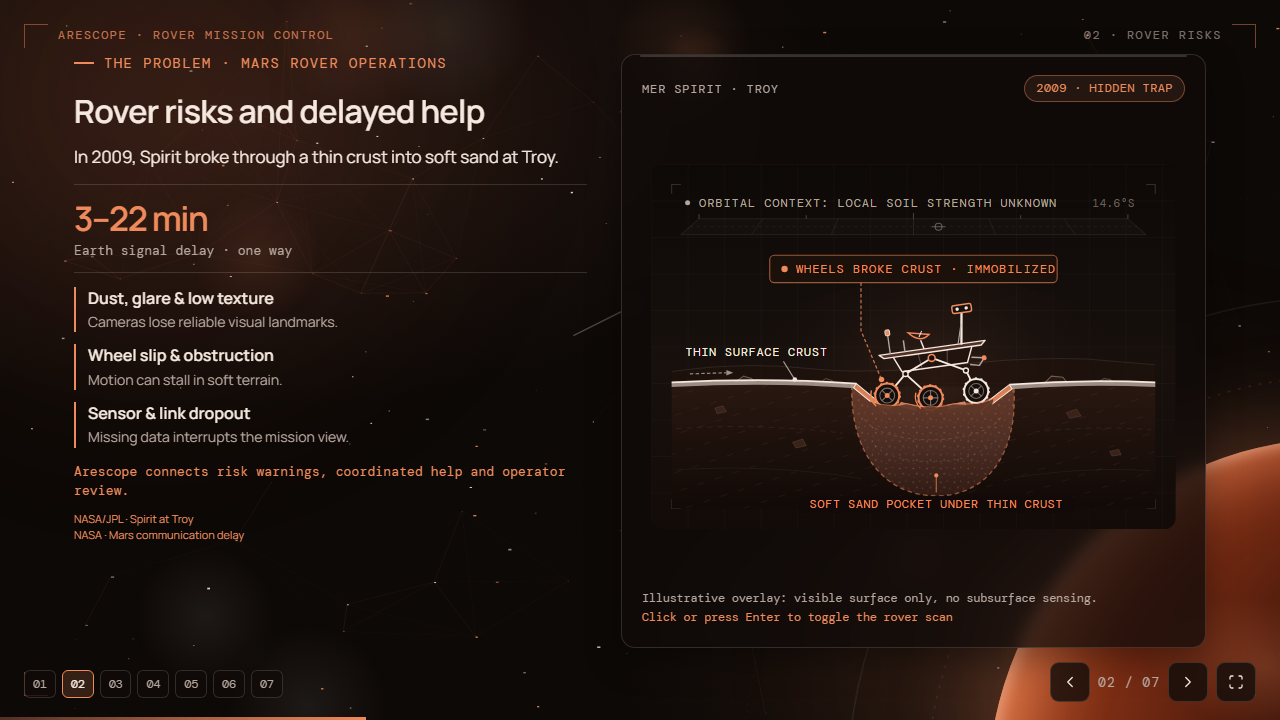 ARESCOPE · ROVER MISSION CONTROL
02 · ROVER RISKS
THE PROBLEM · MARS ROVER OPERATIONS
Rover risks and delayed help
In 2009, Spirit broke through a thin crust into soft sand at Troy.
3–22 min
Earth signal delay · one way
Dust, glare & low texture
Cameras lose reliable visual landmarks.
Wheel slip & obstruction
Motion can stall in soft terrain.
Sensor & link dropout
Missing data interrupts the mission view.
Arescope connects risk warnings, coordinated help and operator
review.
NASA/JPL · Spirit at Troy
NASA · Mars communication delay
MER SPIRIT · TROY
2009 · HIDDEN TRAP
ORBITAL CONTEXT: LOCAL SOIL STRENGTH UNKNOWN
14.6°S
WHEELS BROKE CRUST · IMMOBILIZED
THIN SURFACE CRUST
SOFT SAND POCKET UNDER THIN CRUST
Illustrative overlay: visible surface only, no subsurface sensing.
Click or press Enter to toggle the rover scan
01 02 03 04 05 06 07
02 / 07